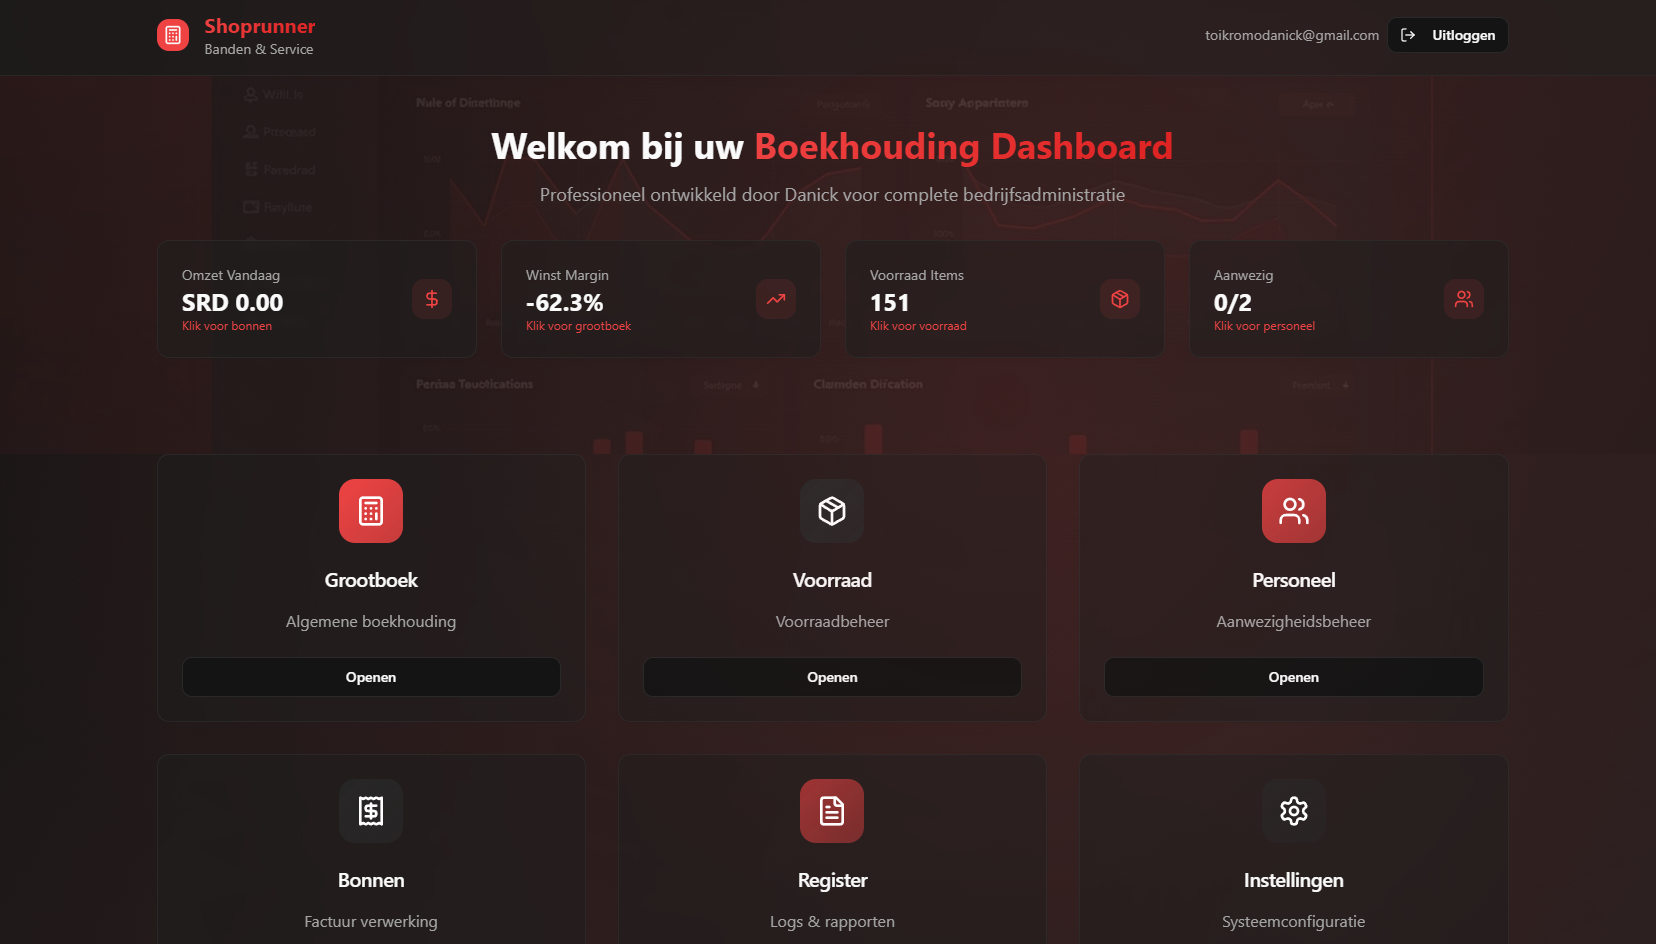 Shoprunner
Banden & Service
toikromodanick@gmail.com
Uitloggen
Welkom bij uw Boekhouding Dashboard
Professioneel ontwikkeld door Danick voor complete bedrijfsadministratie
Omzet Vandaag
SRD 0.00
Klik voor bonnen
Winst Margin
-62.3%
Klik voor grootboek
Voorraad Items
151
Klik voor voorraad
Aanwezig
0/2
Klik voor personeel
Grootboek
Algemene boekhouding
Openen
Voorraad
Voorraadbeheer
Openen
Personeel
Aanwezigheidsbeheer
Openen
Bonnen
Factuur verwerking
Register
Logs & rapporten
Instellingen
Systeemconfiguratie